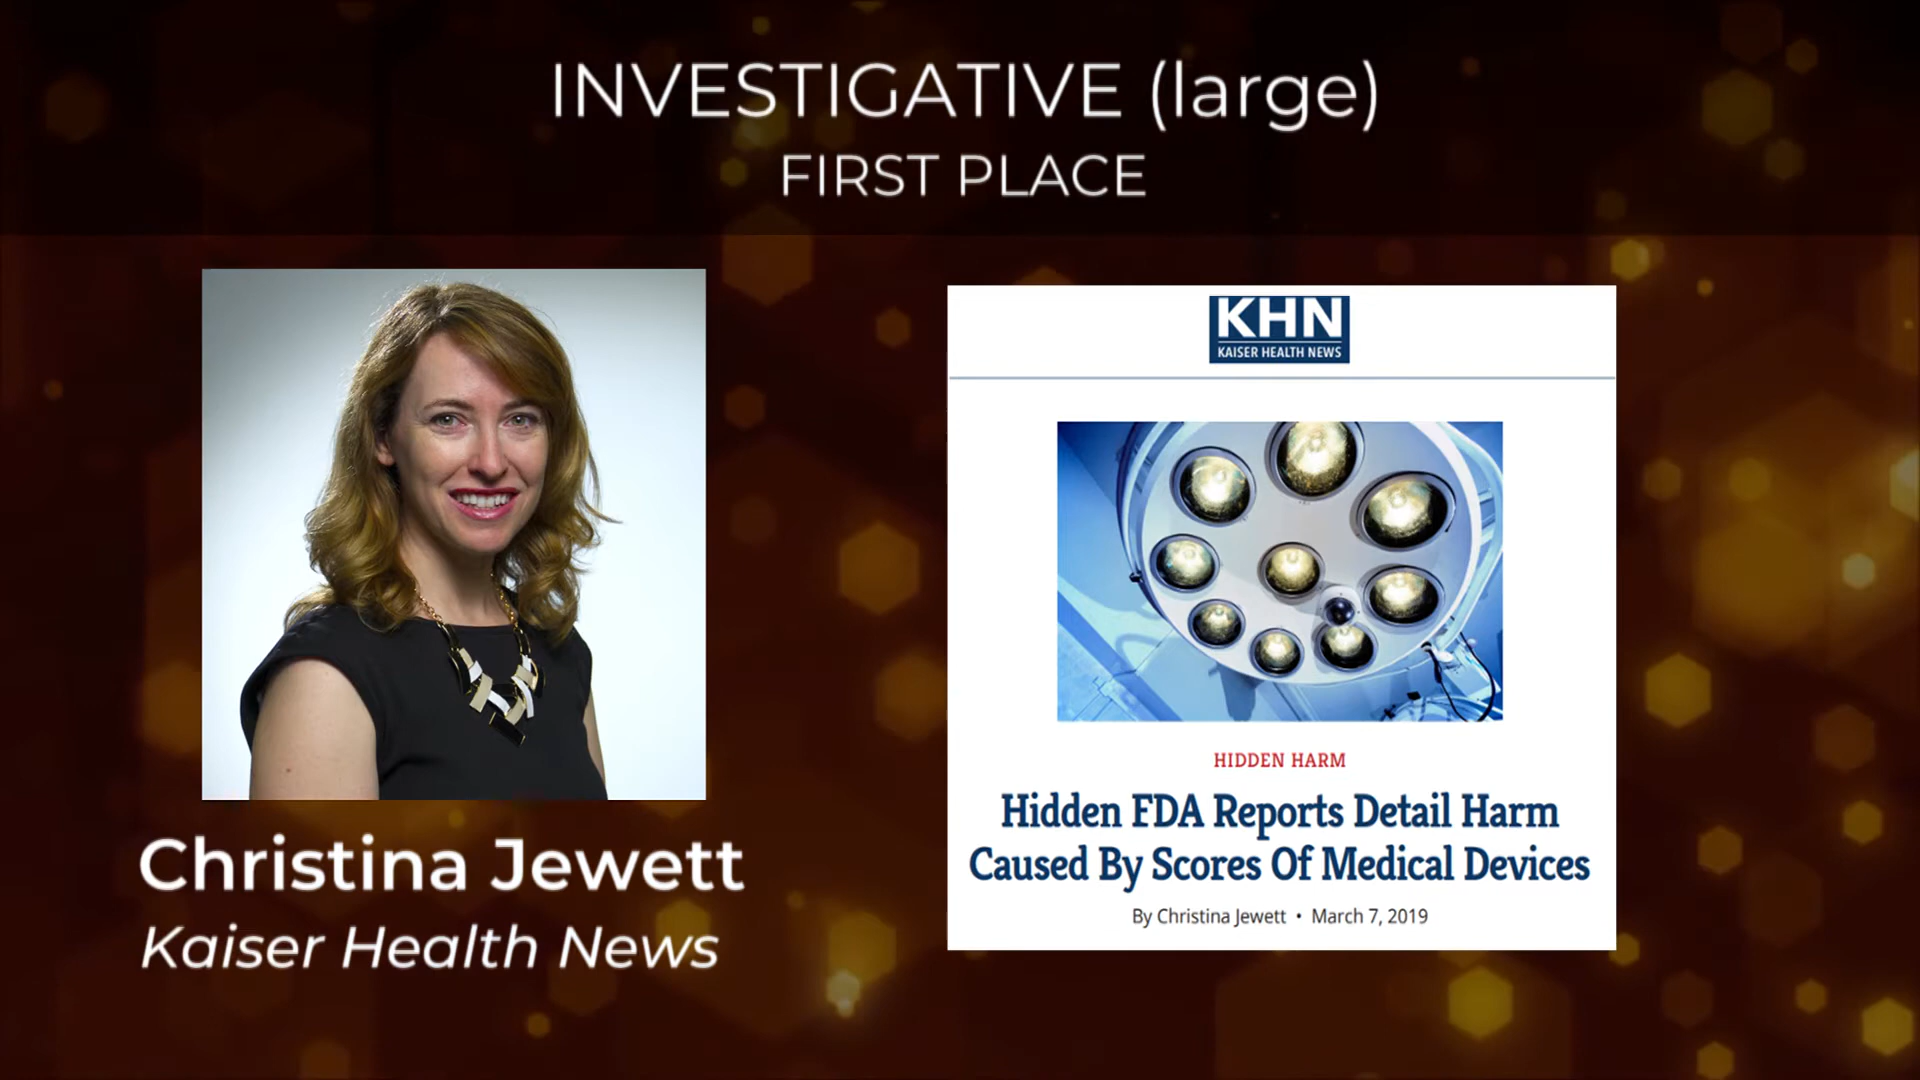 INVESTIGATIVE (large)
FIRST PLACE
Christina Jewett
Kaiser Health News
KHN
KAISER HEALTH NEWS
HIDDEN HARM
Hidden FDA Reports Detail Harm
Caused By Scores Of Medical Devices
By Christina Jewett • March 7, 2019